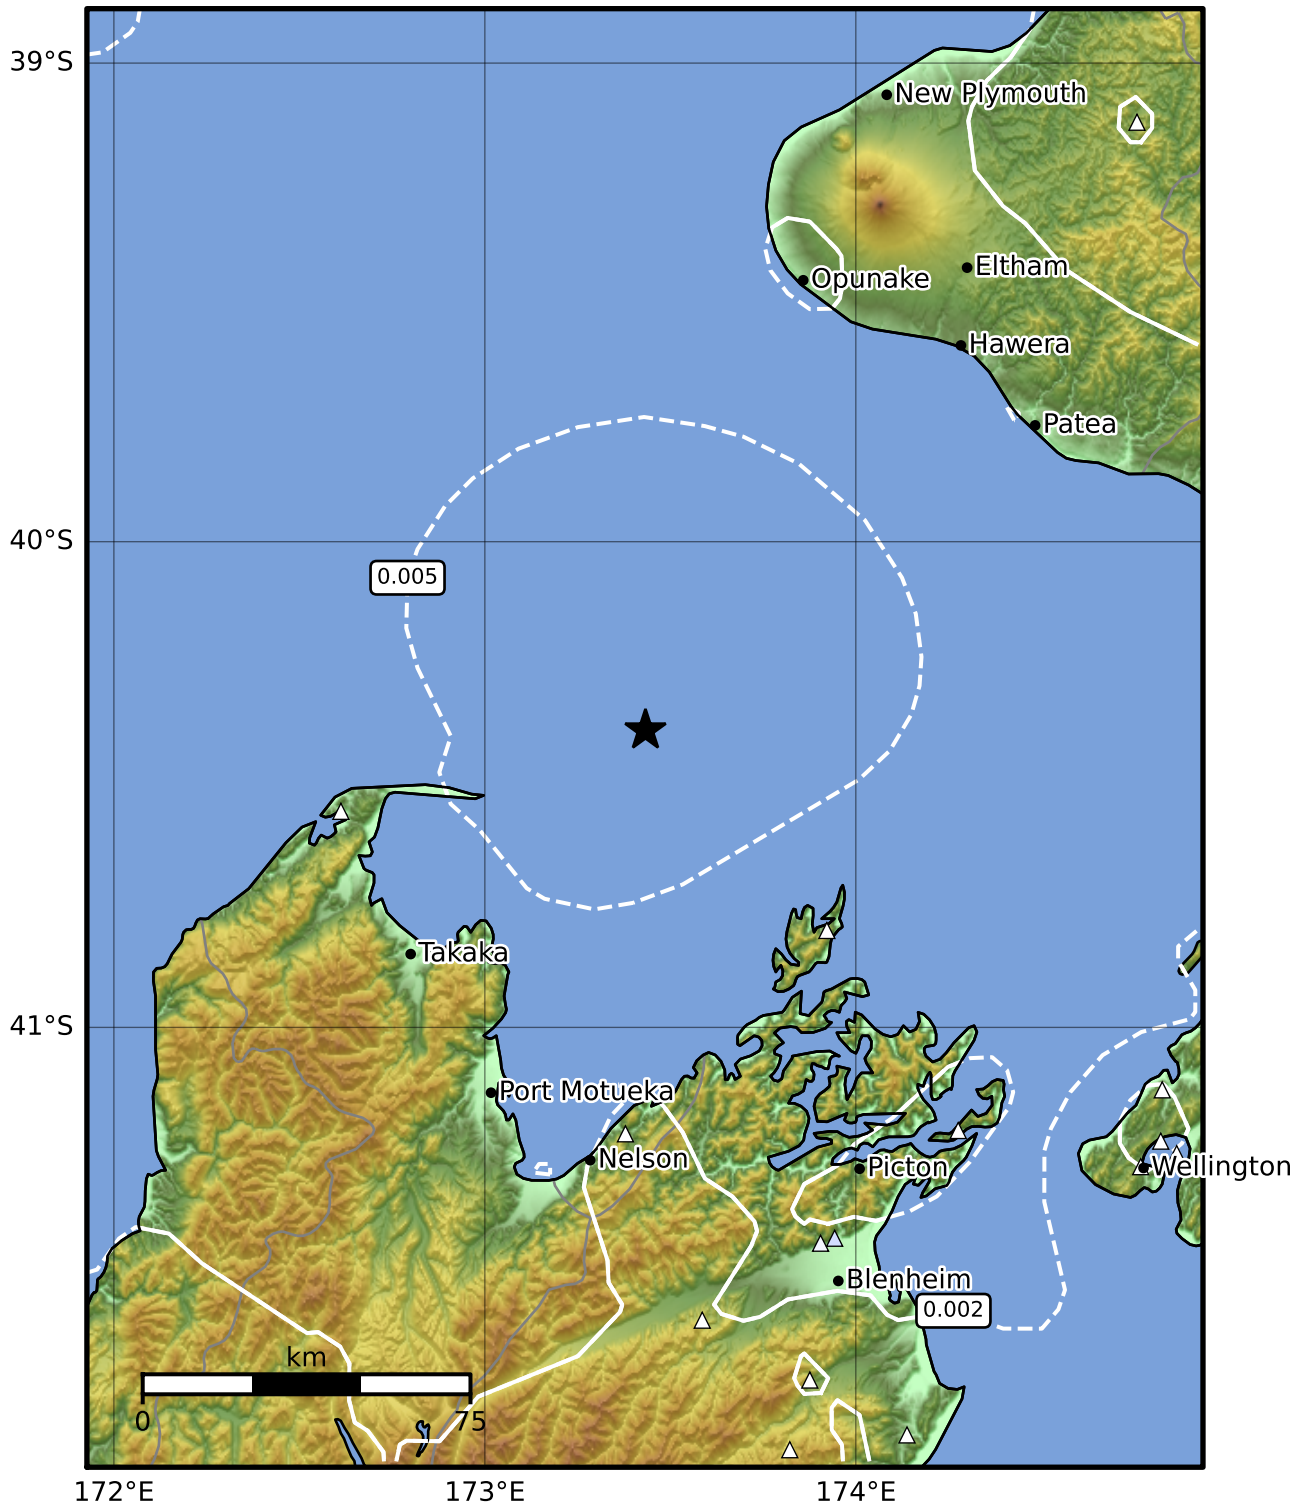 39°S
New Plymouth
Opunake
Eltham
Hawera
Patea
40°S
0.005
Takaka
41°S
Port Motueka
Nelson
Picton
Wellington
Blenheim
0.002
km
0
75
172°E
173°E
174°E